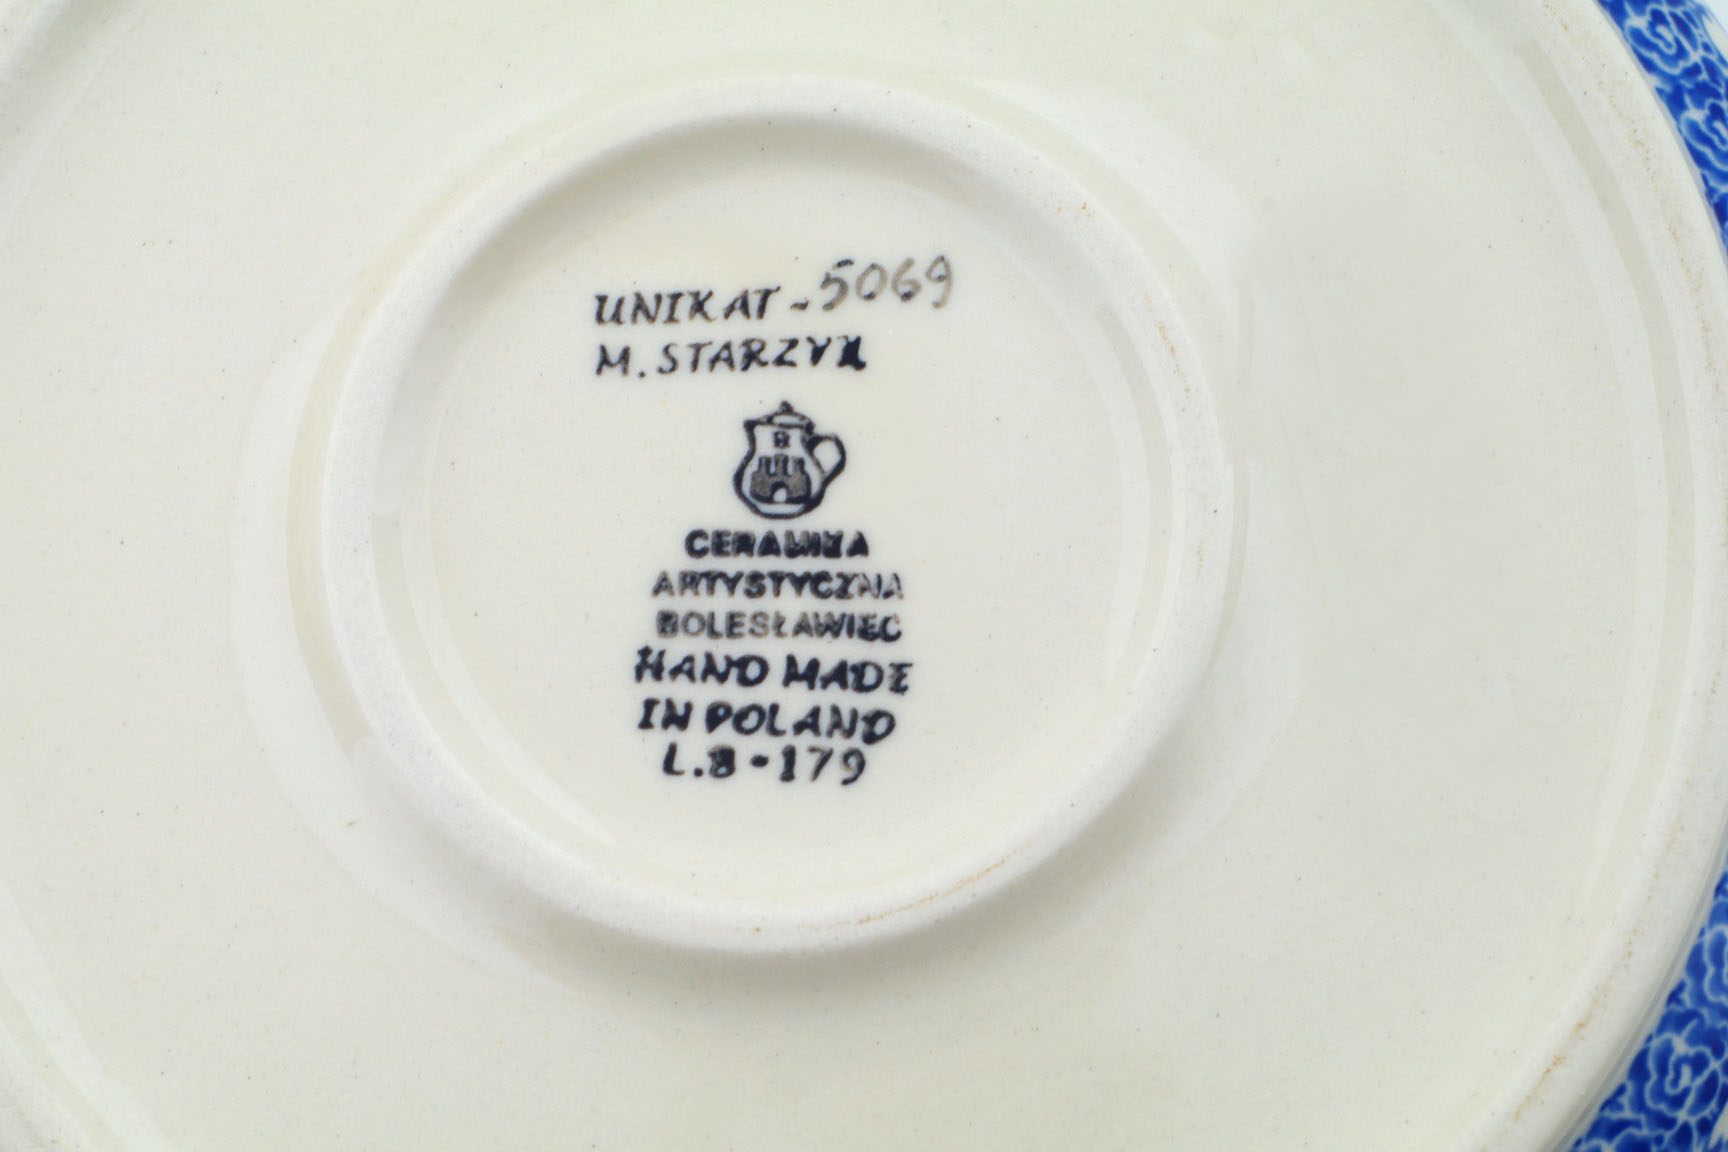 UNIKAT - 5069
M. STARZYK
B
CERAMIKA
ARTYSTYCZNA
BOLESŁAWIEC
HAND MADE
IN POLAND
L.8-179